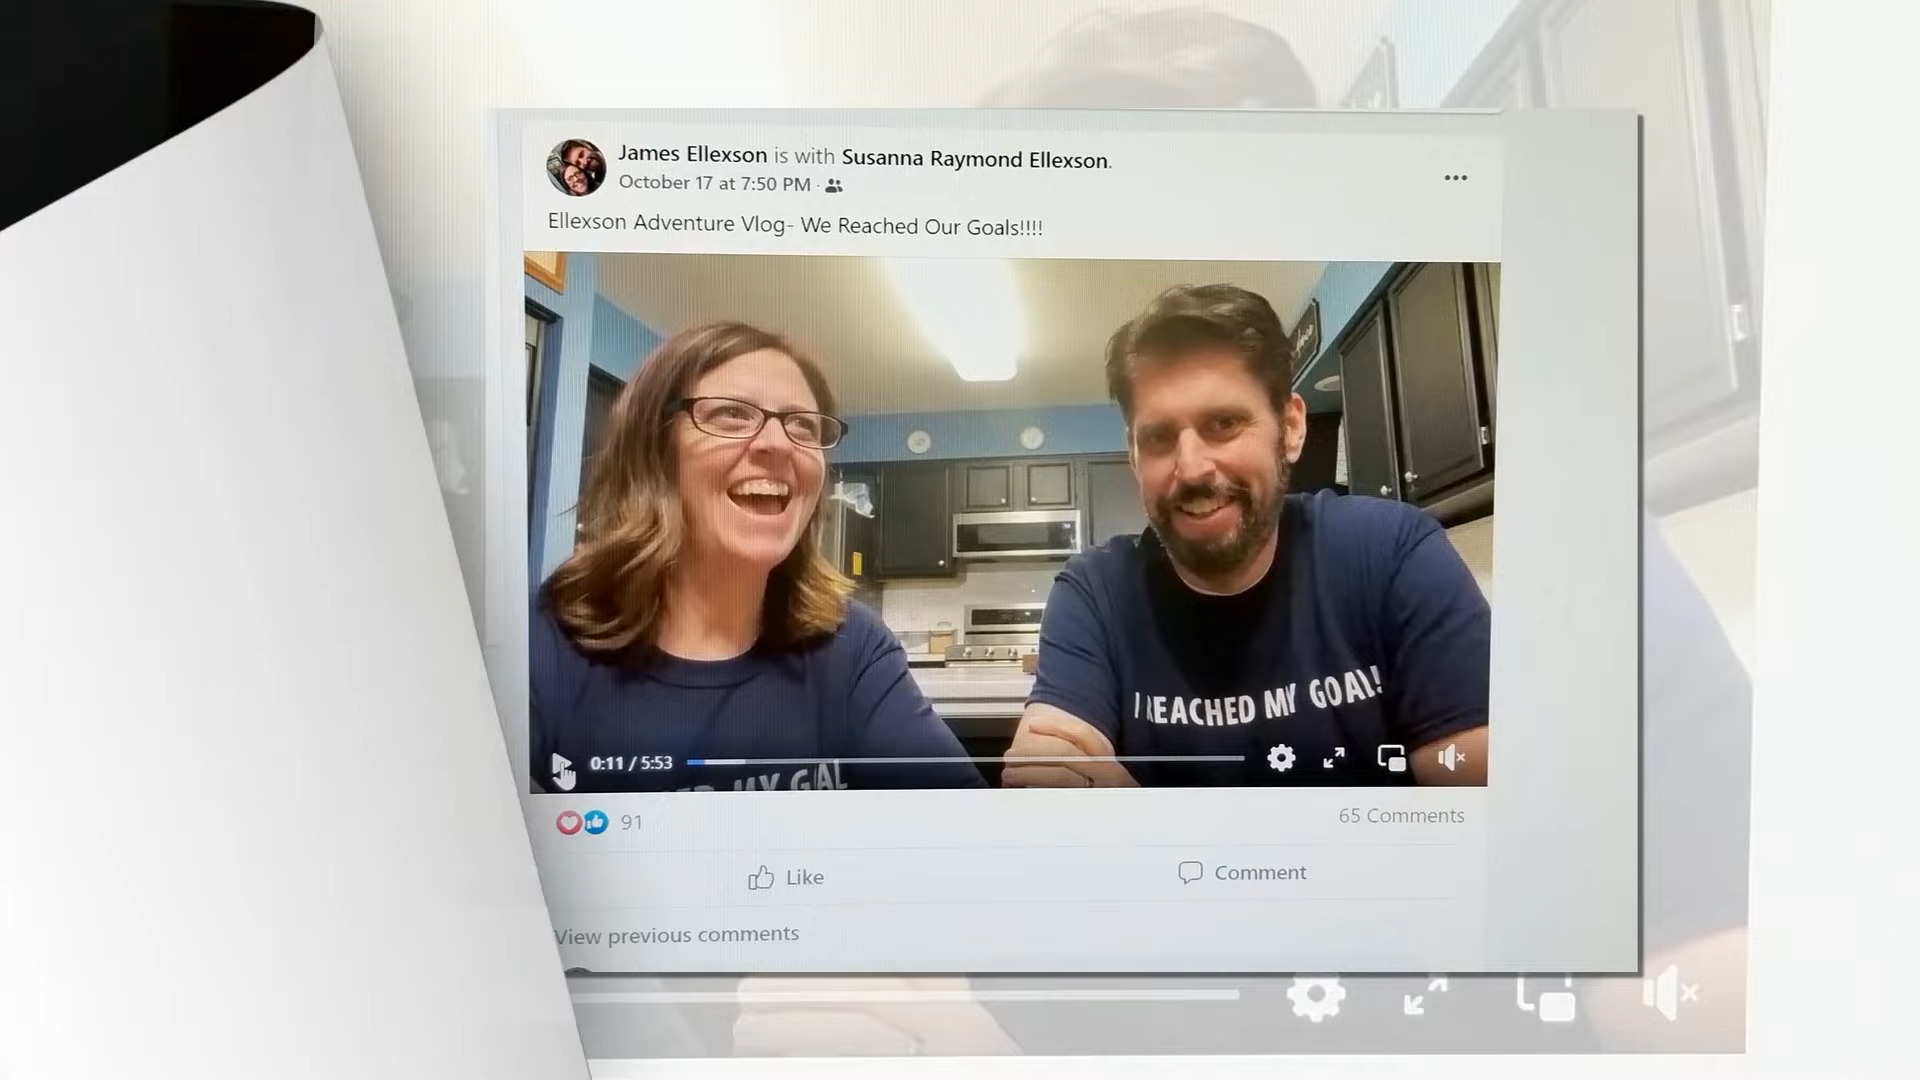 James Ellexson is with Susanna Raymond Ellexson.
October 17 at 7:50 PM ·
Ellexson Adventure Vlog- We Reached Our Goals!!!!
I REACHED MY GOAL!
MY
0:11 / 5:53
91
65 Comments
Like
Comment
View previous comments